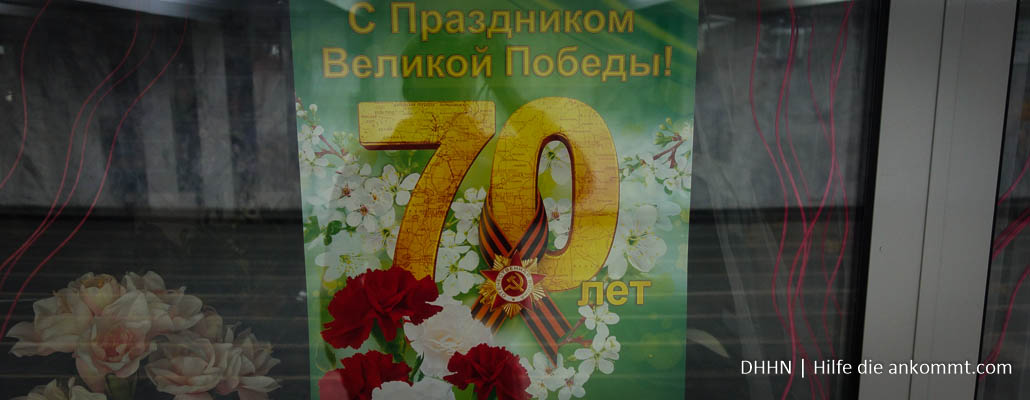 С Праздником
Великой Победы!
70
лет
DHHN | Hilfe die ankommt.com